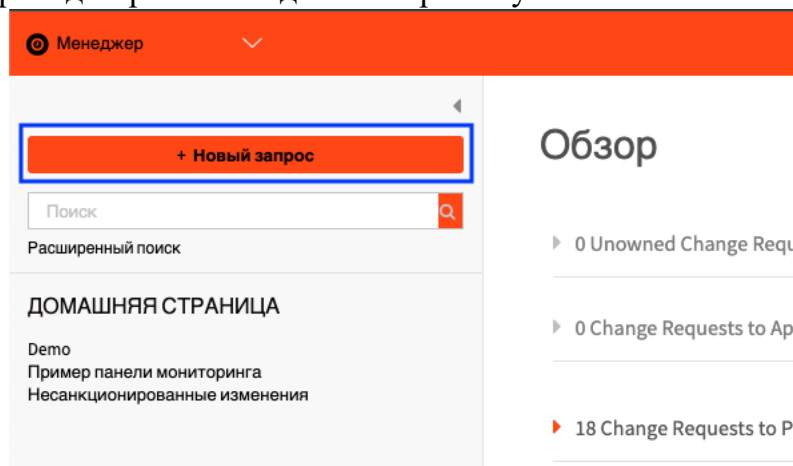 Менеджер
+ Новый запрос
Поиск
Расширенный поиск
ДОМАШНЯЯ СТРАНИЦА
Demo
Пример панели мониторинга
Несанкционированные изменения
Обзор
0 Unowned Change Requ
0 Change Requests to Ap
18 Change Requests to P